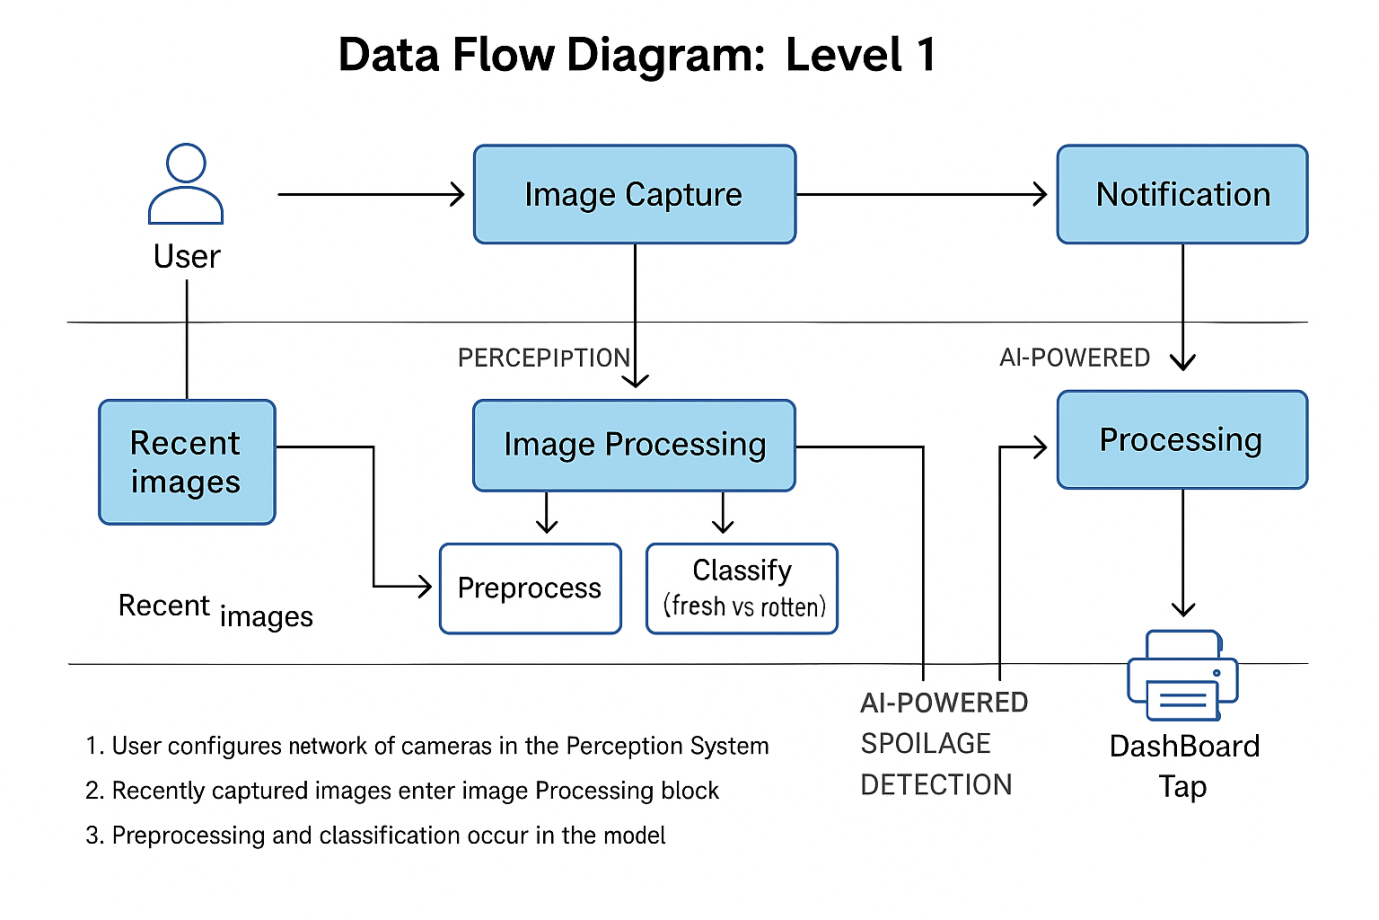 Data Flow Diagram: Level 1
User
Image Capture
Notification
PERCEPIPTION
AI-POWERED
Recent
images
Image Processing
Processing
Preprocess
Classify
(fresh vs rotten)
Recent images
AI-POWERED
SPOILAGE
DETECTION
DashBoard
Tap
1. User configures network of cameras in the Perception System
2. Recently captured images enter image Processing block
3. Preprocessing and classification occur in the model